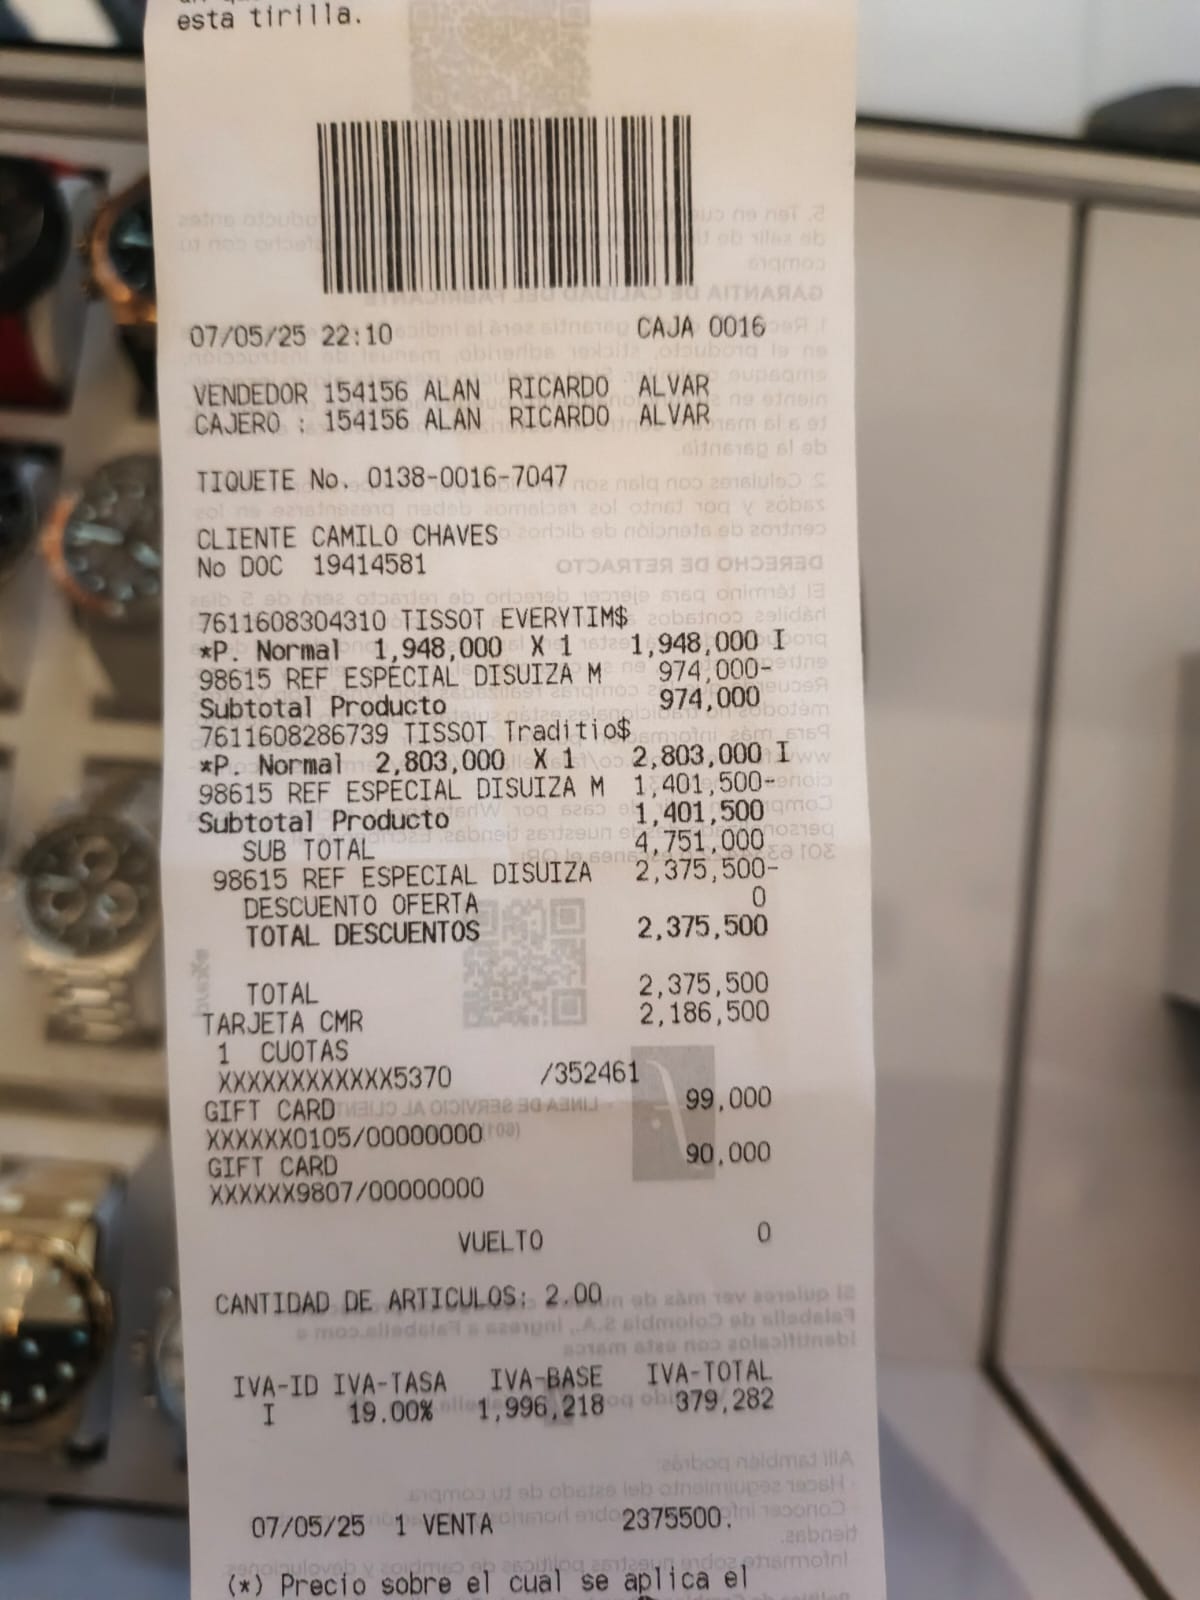 esta tirilla.
07/05/25 22:10 CAJA 0016
VENDEDOR 154156 ALAN RICARDO ALVAR
CAJERO : 154156 ALAN RICARDO ALVAR
TIQUETE No. 0138-0016-7047
CLIENTE CAMILO CHAVES
No DOC 19414581
7611608304310 TISSOT EVERYTIM$
*P. Normal 1,948,000 X 1 1,948,000 I
98615 REF ESPECIAL DISUIZA M 974,000-
Subtotal Producto 974,000
7611608286739 TISSOT Traditio$
*P. Normal 2,803,000 X 1 2,803,000 I
98615 REF ESPECIAL DISUIZA M 1,401,500-
Subtotal Producto 1,401,500
SUB TOTAL 4,751,000
98615 REF ESPECIAL DISUIZA 2,375,500-
DESCUENTO OFERTA 0
TOTAL DESCUENTOS 2,375,500
TOTAL 2,375,500
TARJETA CMR 2,186,500
1 CUOTAS
XXXXXXXXXXXX5370 /352461
GIFT CARD 99,000
XXXXXX0105/00000000
GIFT CARD 90,000
XXXXXX9807/00000000
VUELTO 0
CANTIDAD DE ARTICULOS: 2.00
IVA-ID IVA-TASA IVA-BASE IVA-TOTAL
I 19.00% 1,996,218 379,282
07/05/25 1 VENTA 2375500.
(*) Precio sobre el cual se aplica el